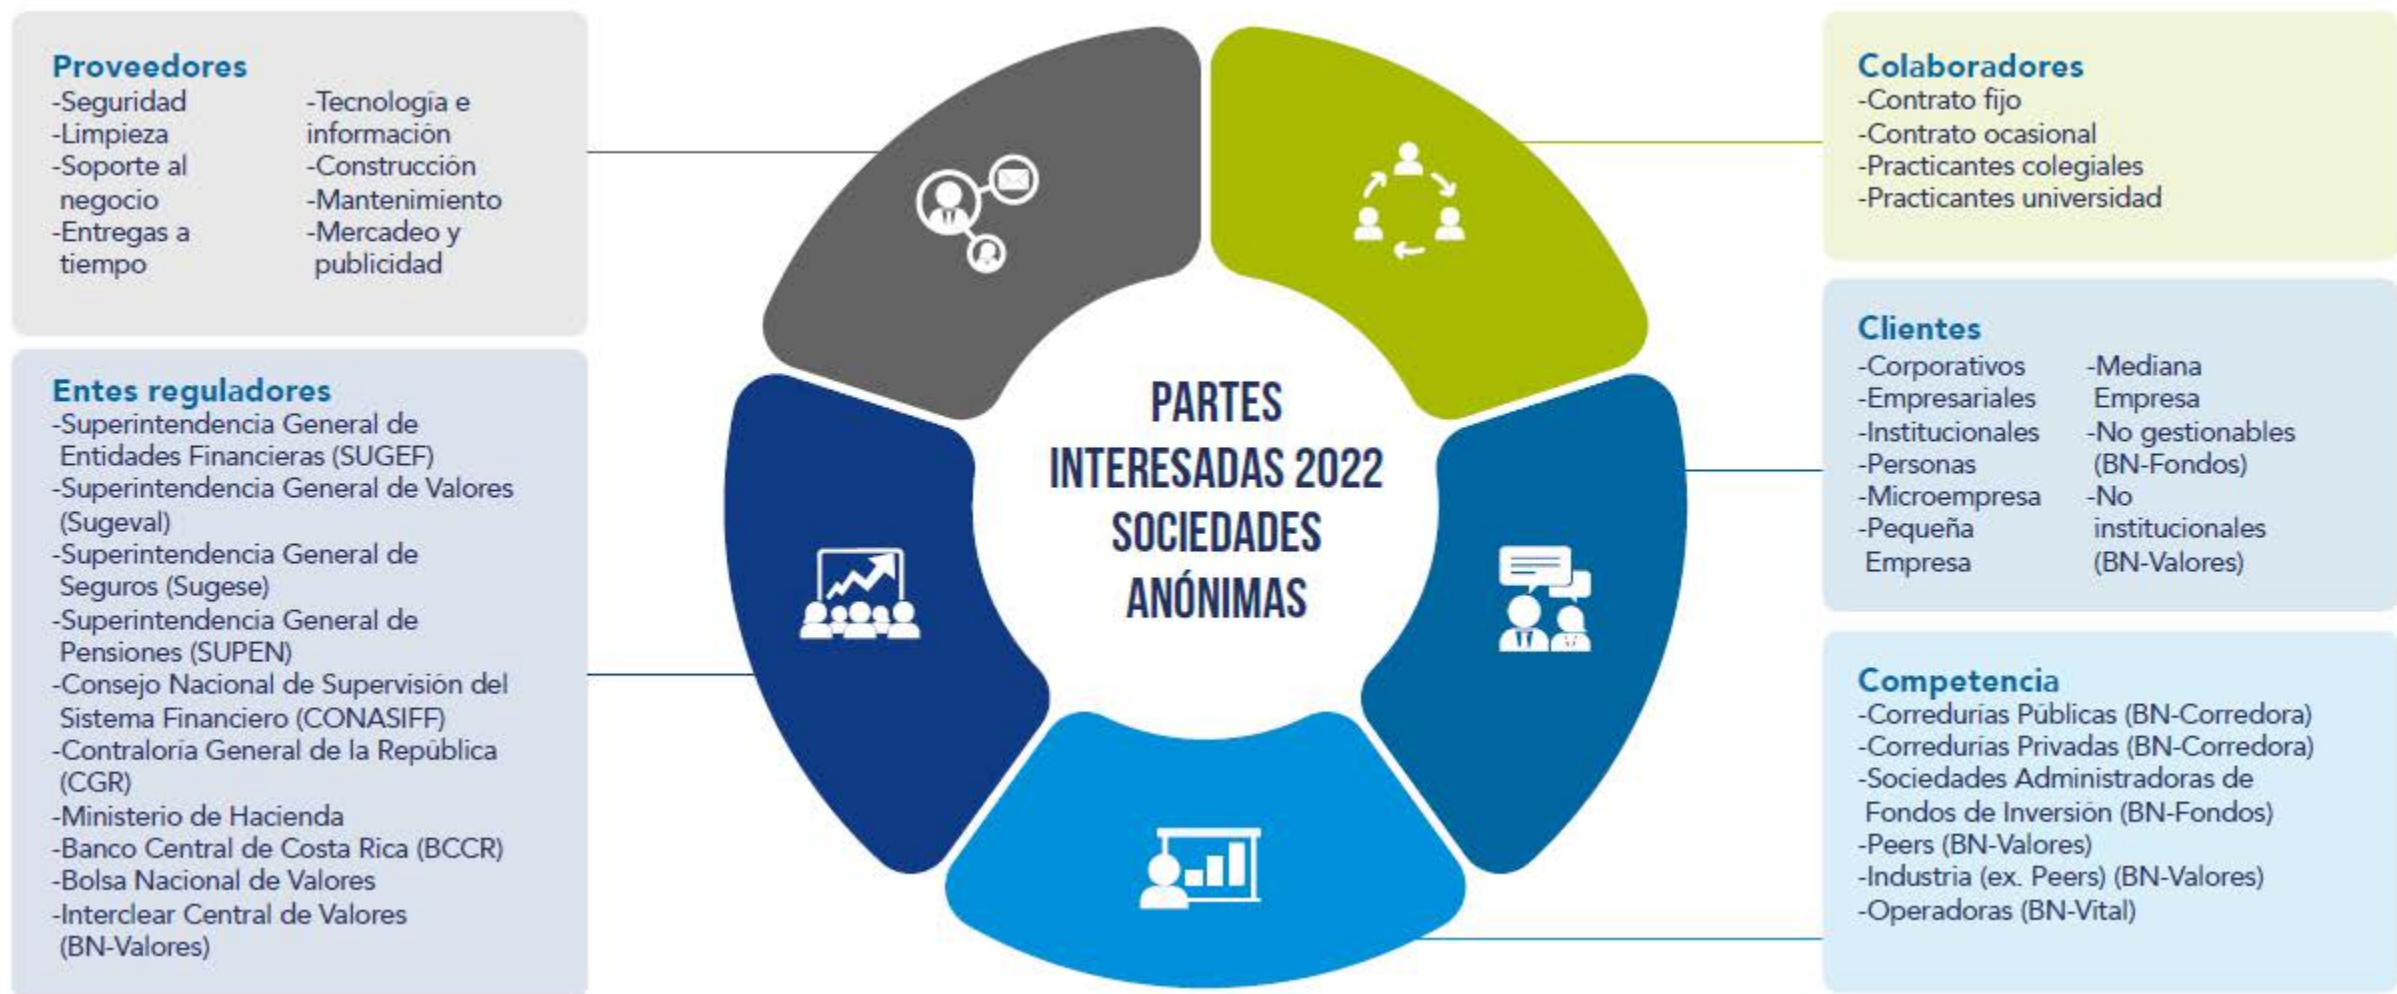 Proveedores
-Seguridad
-Limpieza
-Soporte al
negocio
-Entregas a
tiempo
-Tecnología e
información
-Construcción
-Mantenimiento
-Mercadeo y
publicidad
Entes reguladores
-Superintendencia General de
Entidades Financieras (SUGEF)
-Superintendencia General de Valores
(Sugeval)
-Superintendencia General de
Seguros (Sugese)
-Superintendencia General de
Pensiones (SUPEN)
-Consejo Nacional de Supervisión del
Sistema Financiero (CONASIFF)
-Contraloría General de la República
(CGR)
-Ministerio de Hacienda
-Banco Central de Costa Rica (BCCR)
-Bolsa Nacional de Valores
-Interclear Central de Valores
(BN-Valores)
PARTES
INTERESADAS 2022
SOCIEDADES
ANÓNIMAS
Colaboradores
-Contrato fijo
-Contrato ocasional
-Practicantes colegiales
-Practicantes universidad
Clientes
-Corporativos
-Empresariales
-Institucionales
-Personas
-Microempresa
-Pequeña
Empresa
-Mediana
Empresa
-No gestionables
(BN-Fondos)
-No
institucionales
(BN-Valores)
Competencia
-Corredurías Públicas (BN-Corredora)
-Corredurías Privadas (BN-Corredora)
-Sociedades Administradoras de
Fondos de Inversión (BN-Fondos)
-Peers (BN-Valores)
-Industria (ex. Peers) (BN-Valores)
-Operadoras (BN-Vital)